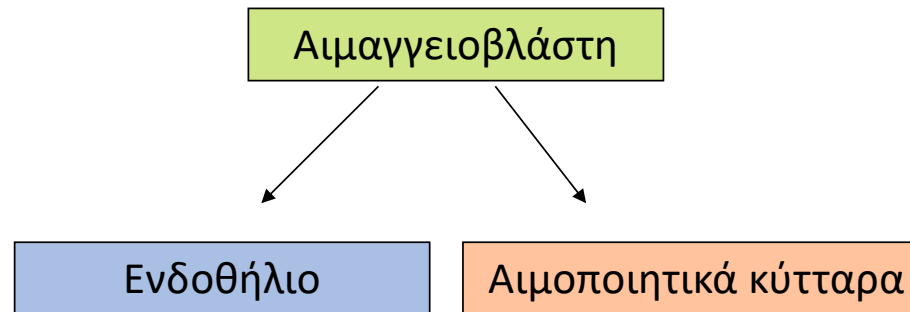 Αιμαγγειοβλάστη
Ενδοθήλιο
Αιμοποιητικά κύτταρα